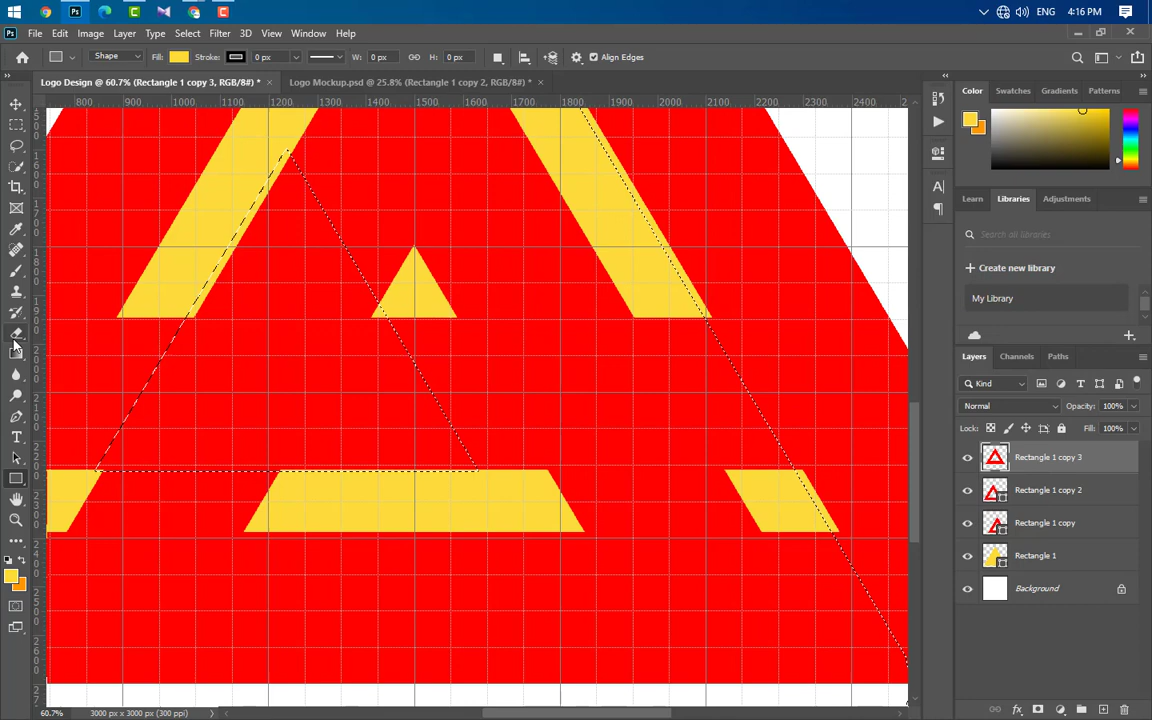 ENG 4:16 PM
File Edit Image Layer Type Select Filter 3D View Window Help
Shape Fill: Stroke: 0 px W: 0 px H: 0 px Align Edges
Logo Design @ 60.7% (Rectangle 1 copy 3, RGB/8#) * × Logo Mockup.psd @ 25.8% (Rectangle 1 copy 2, RGB/8#) * ×
800 900 1000 1100 1200 1300 1400 1500 1600 1700 1800 1900 2000 2100 2200 2300 2400 2
Color Swatches Gradients Patterns
Learn Libraries Adjustments
Search all libraries
+ Create new library
My Library
Layers Channels Paths
Kind
Normal Opacity: 100%
Lock: Fill: 100%
Rectangle 1 copy 3
Rectangle 1 copy 2
Rectangle 1 copy
Rectangle 1
Background
60.7% 3000 px x 3000 px (300 ppi)